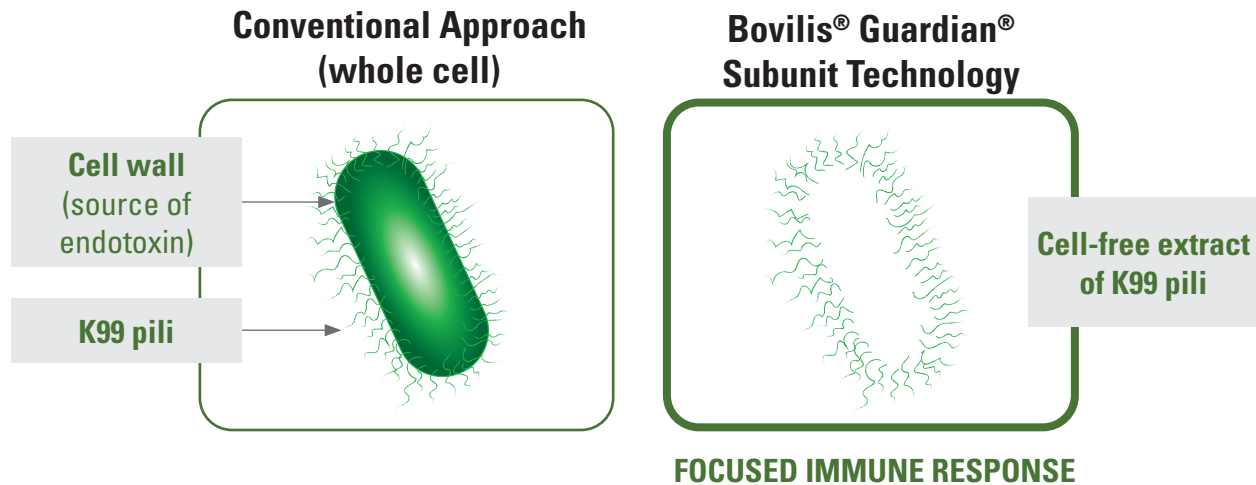 Conventional Approach
(whole cell)
Bovilis® Guardian®
Subunit Technology
Cell wall
(source of
endotoxin)
K99 pili
Cell-free extract
of K99 pili
FOCUSED IMMUNE RESPONSE